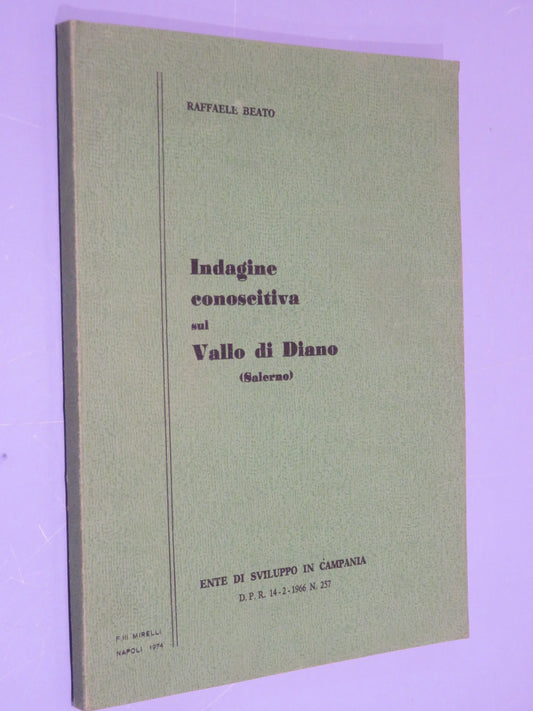 RAFFAELE BEATO
Indagine
conoscitiva
sul
Vallo di Diano
(Salerno)
ENTE DI SVILUPPO IN CAMPANIA
D. P. R. 14-2-1966 N. 257
F.lli MIRELLI
NAPOLI 1974